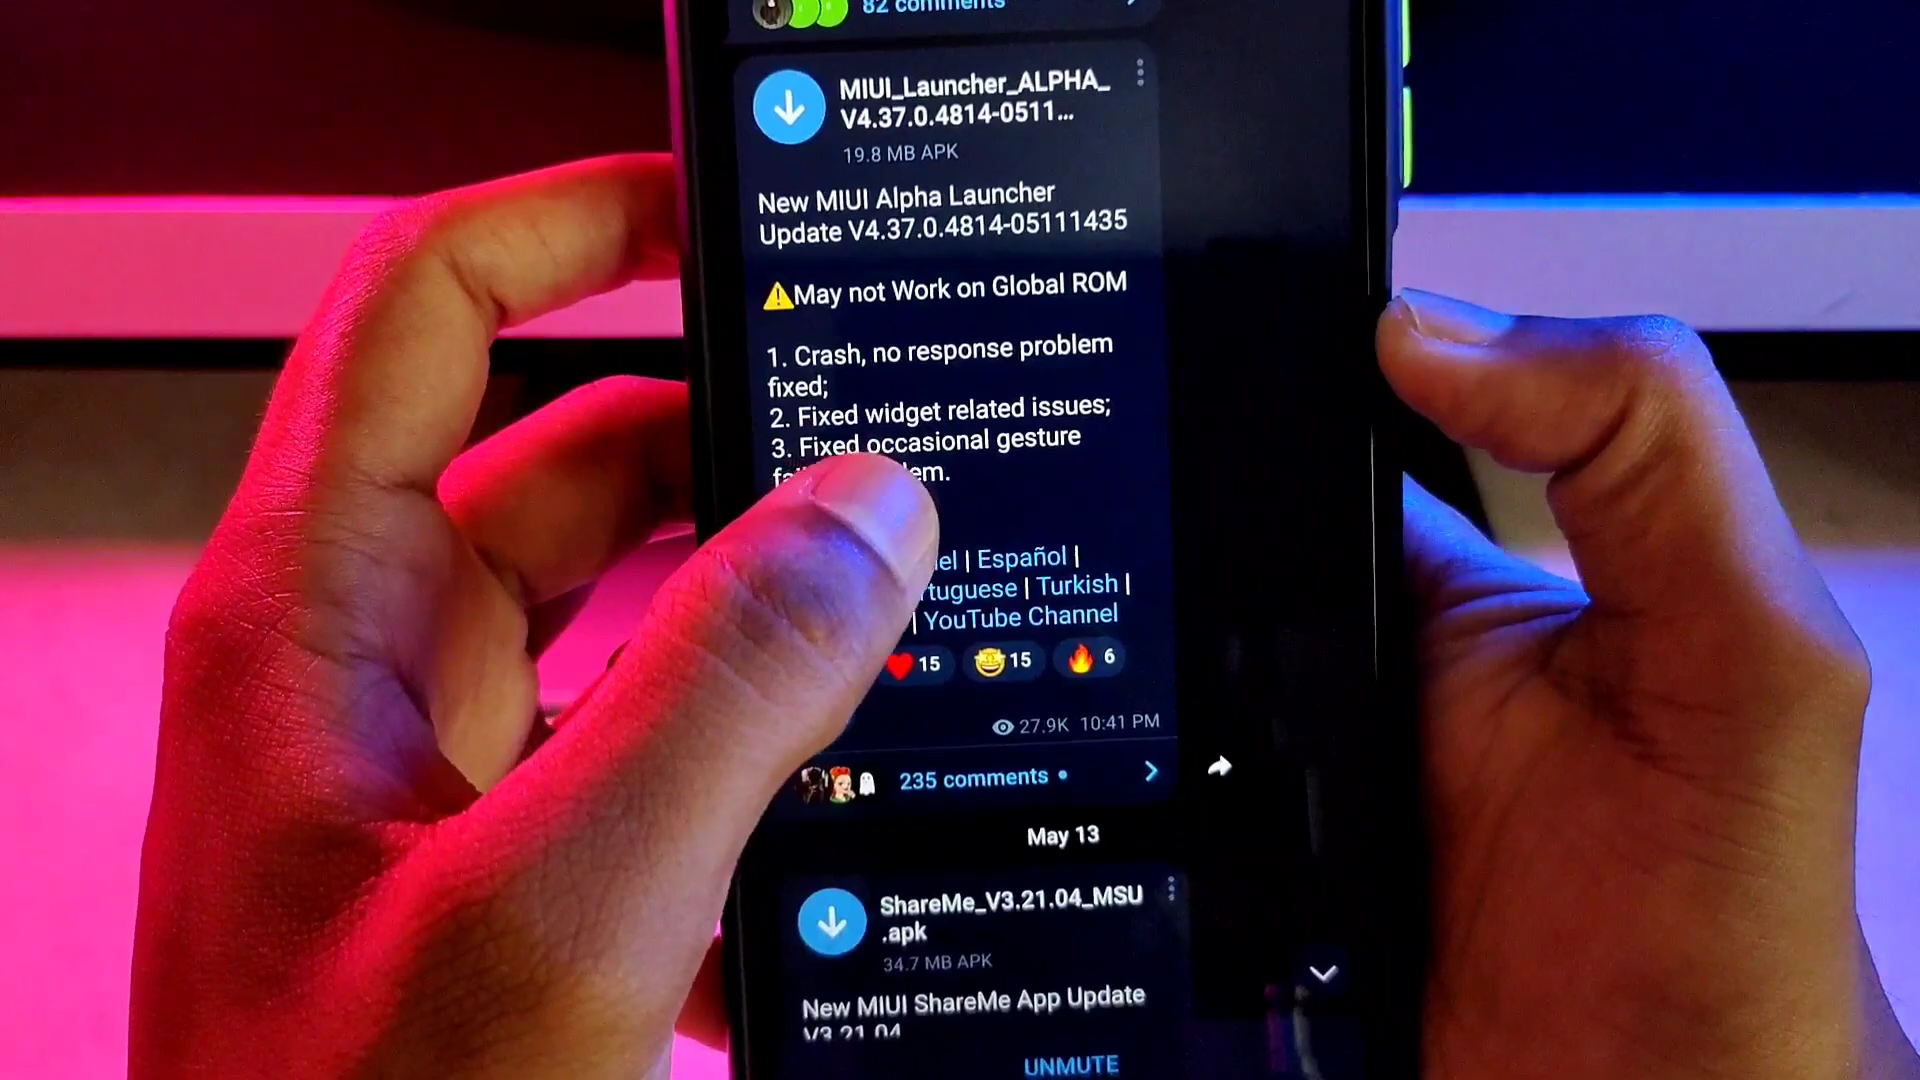 82 comments
MIUI_Launcher_ALPHA_
V4.37.0.4814-0511...
19.8 MB APK
New MIUI Alpha Launcher
Update V4.37.0.4814-05111435
⚠️May not Work on Global ROM
1. Crash, no response problem
fixed;
2. Fixed widget related issues;
3. Fixed occasional gesture
| Español |
| Turkish |
| YouTube Channel
❤️ 15 🤩 15 🔥 6
27.9K 10:41 PM
235 comments
May 13
ShareMe_V3.21.04_MSU
.apk
34.7 MB APK
New MIUI ShareMe App Update
V3.21.04
UNMUTE